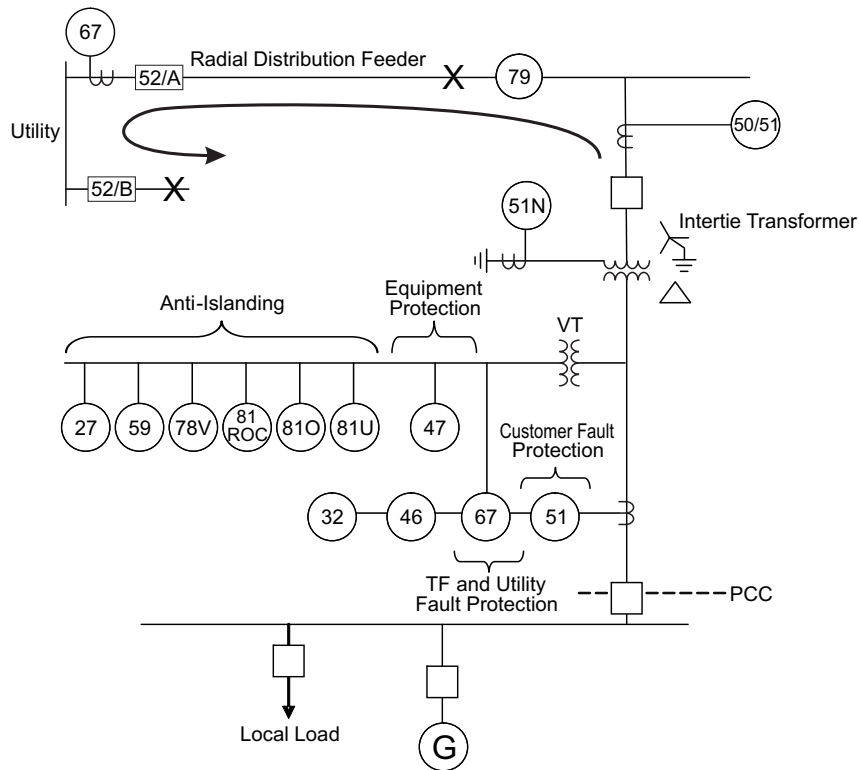 67
Radial Distribution Feeder
52/A
X
79
Utility
50/51
52/B
X
51N
Intertie Transformer
Equipment
Protection
Anti-Islanding
VT
27
59
78V
81
ROC
81O
81U
47
Customer Fault
Protection
32
46
67
51
TF and Utility
Fault Protection
PCC
Local Load
G